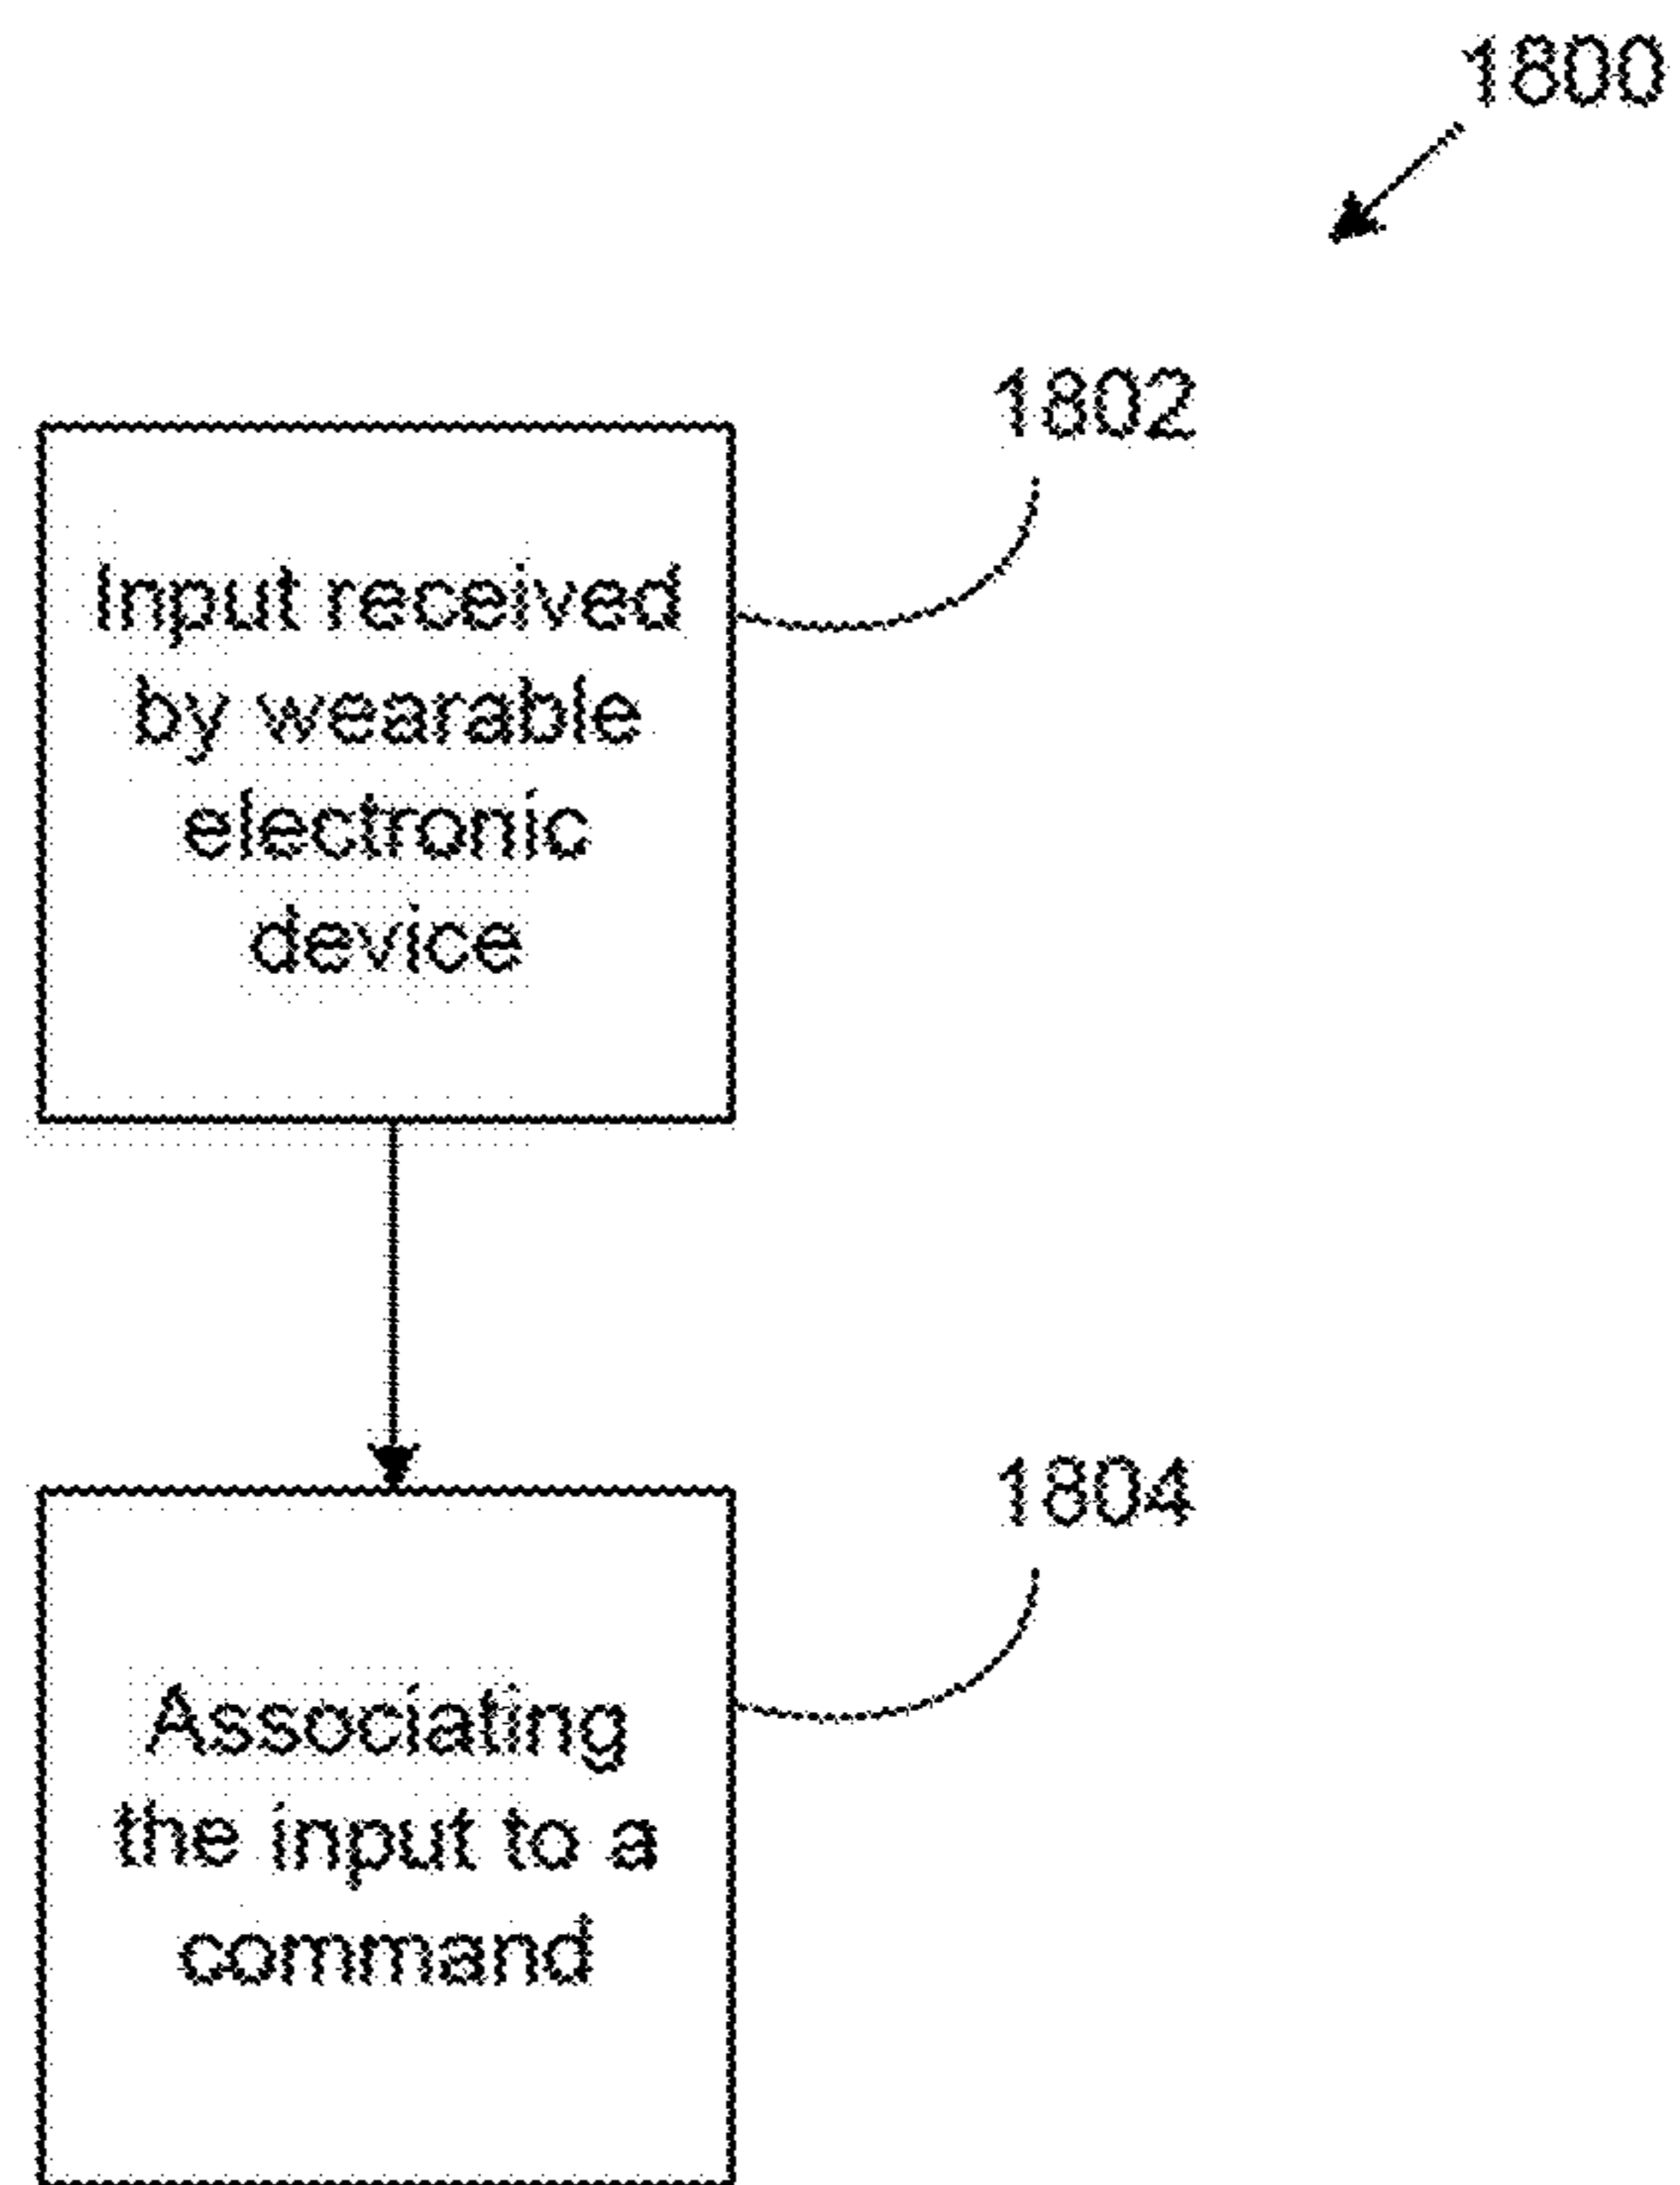 1800
1802
Input received
by wearable
electronic
device
1804
Associating
the input to a
command